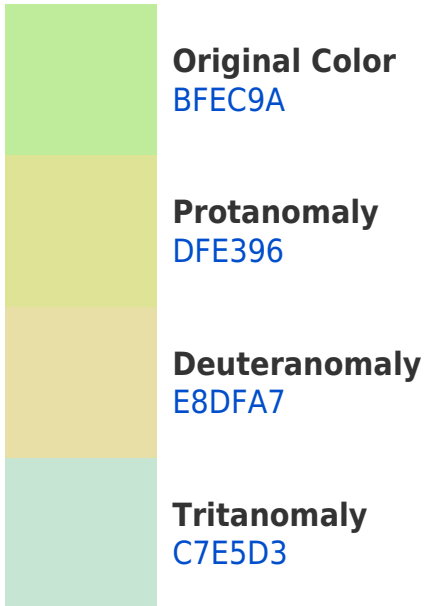 Original Color
BFEC9A
Protanomaly
DFE396
Deuteranomaly
E8DFA7
Tritanomaly
C7E5D3